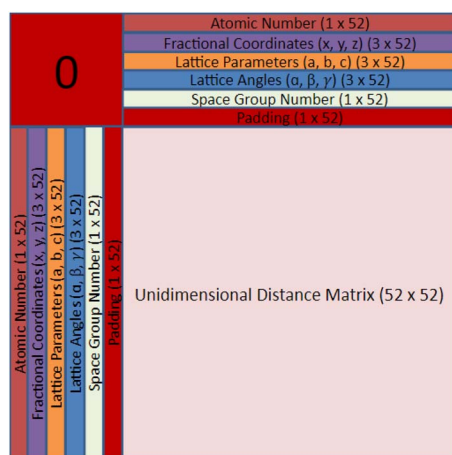 Atomic Number (1 x 52)
0
Fractional Coordinates (x, y, z) (3 x 52)
Lattice Parameters (a, b, c) (3 x 52)
Lattice Angles (α, β, γ) (3 x 52)
Space Group Number (1 x 52)
Padding (1 x 52)
Atomic Number (1 x 52)
Fractional Coordinates (x, y, z) (3 x 52)
Lattice Parameters (a, b, c) (3 x 52)
Lattice Angles (α, β, γ) (3 x 52)
Space Group Number (1 x 52)
Padding (1 x 52)
Unidimensional Distance Matrix (52 x 52)